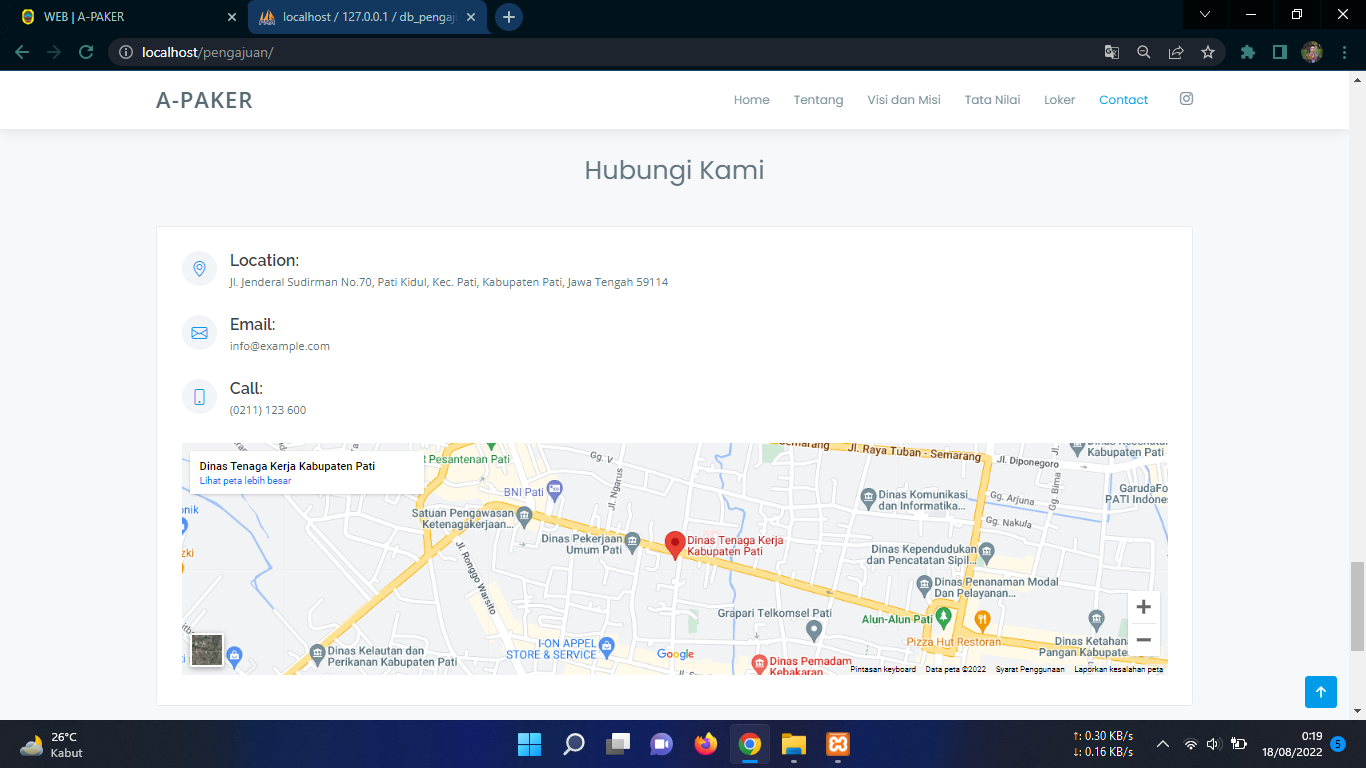 WEB | A-PAKER
localhost / 127.0.0.1 / db_pengaj
localhost/pengajuan/
A-PAKER
Home Tentang Visi dan Misi Tata Nilai Loker Contact
Hubungi Kami
Location:
Jl. Jenderal Sudirman No.70, Pati Kidul, Kec. Pati, Kabupaten Pati, Jawa Tengah 59114
Email:
info@example.com
Call:
(0211) 123 600
Dinas Tenaga Kerja Kabupaten Pati
Lihat peta lebih besar
Pesantenan Pati
Gg. V
Semarang
Jl. Raya Tuban - Semarang
Jl. Diponegoro
Kabupaten Pati
BNI Pati
Jl. Ngarus
Satuan Pengawasan
Ketenagakerjaan...
Dinas Komunikasi
dan Informatika...
Gg. Arjuna
Gg. Bima
GarudaFo
PATI Indones
Gg. Nakula
Dinas Pekerjaan
Umum Pati
Dinas Tenaga Kerja
Kabupaten Pati
Dinas Kependudukan
dan Pencatatan Sipil...
Jl. Ronggo Warsito
Dinas Penanaman Modal
Dan Pelayanan...
Grapari Telkomsel Pati
Alun-Alun Pati
Pizza Hut Restoran
Dinas Ketahan
Pangan Kabupaten
Dinas Kelautan dan
Perikanan Kabupaten Pati
I-ON APPEL
STORE & SERVICE
Google
Dinas Pemadam
Kebakaran
Pintasan keyboard Data peta ©2022 Syarat Penggunaan Laporkan kesalahan peta
26°C
Kabut
↑: 0.30 KB/s
↓: 0.16 KB/s
0:19
18/08/2022
5